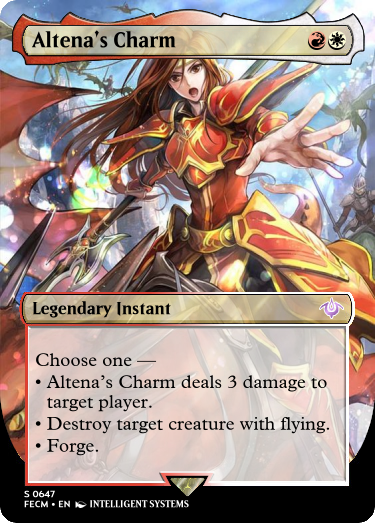 Altena's Charm
Legendary Instant
Choose one —
• Altena's Charm deals 3 damage to
target player.
• Destroy target creature with flying.
• Forge.
S 0647
FECM • EN INTELLIGENT SYSTEMS